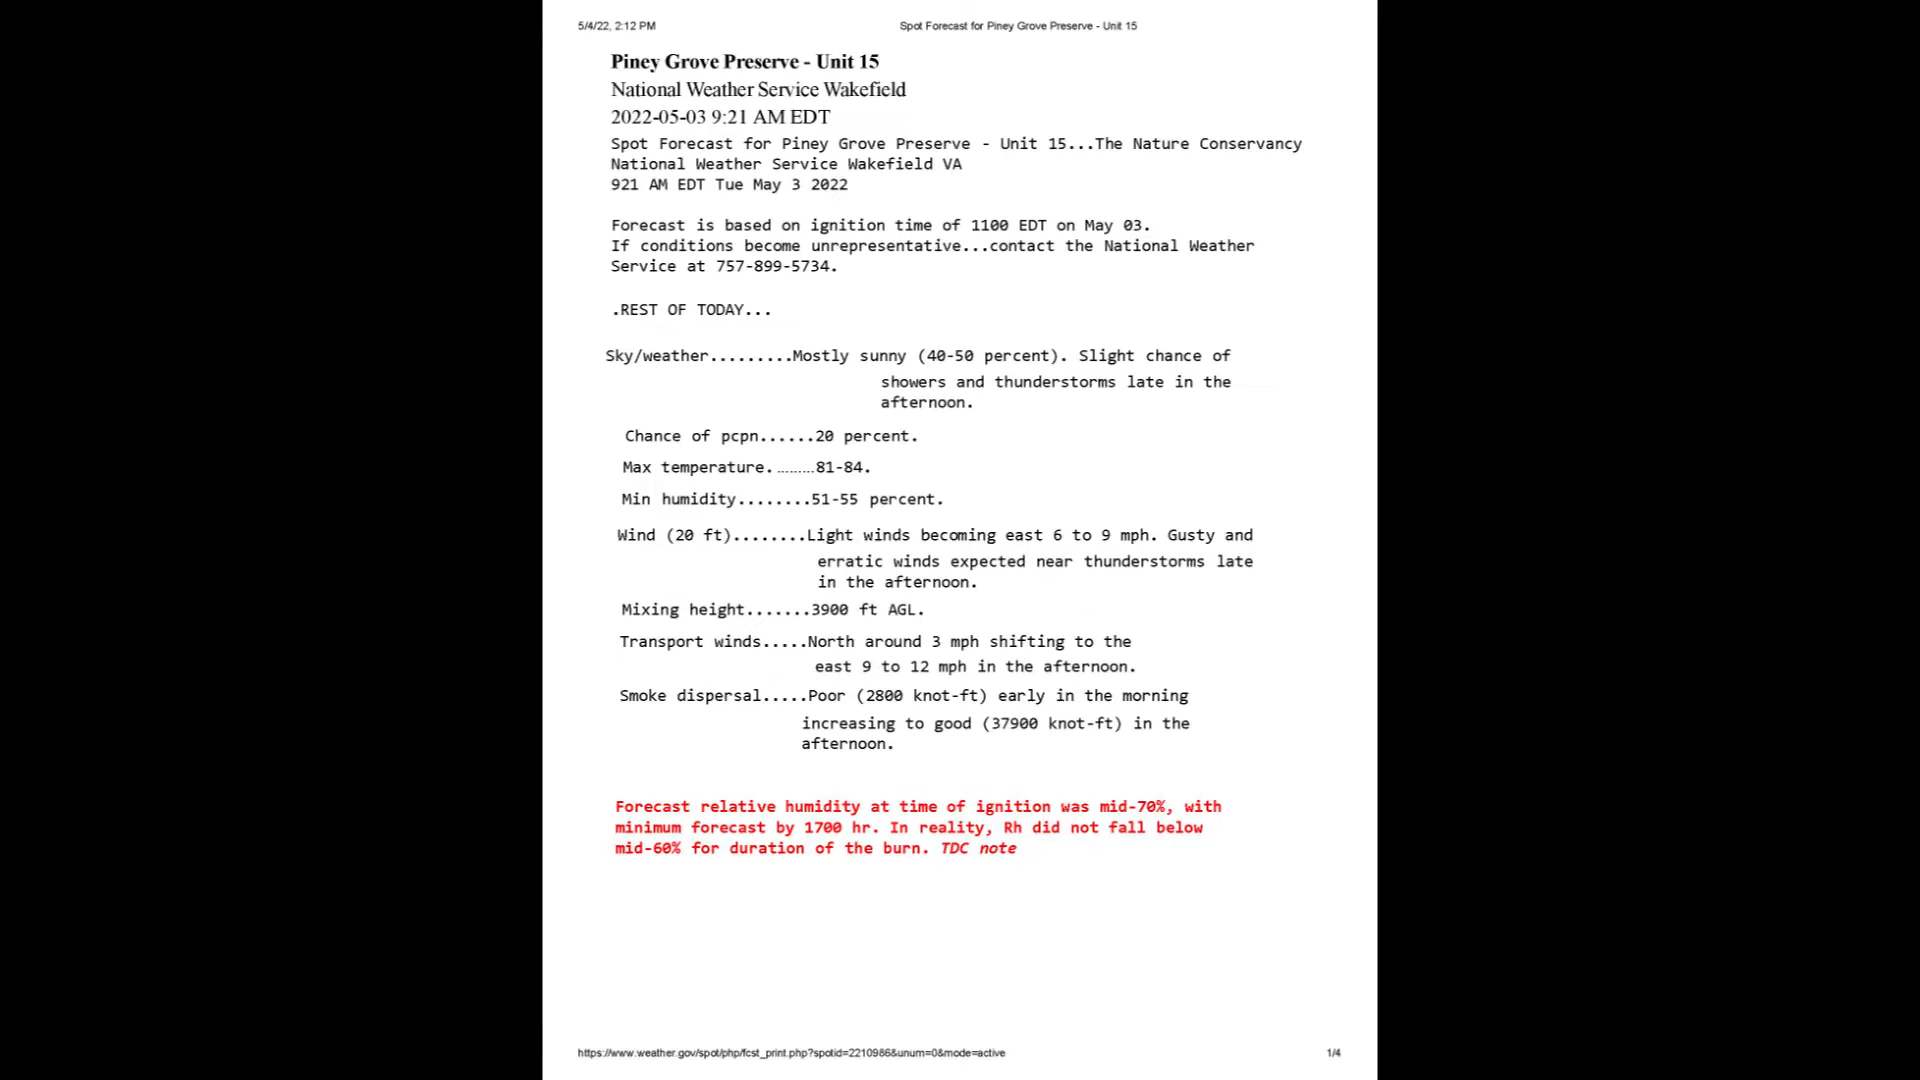 5/4/22, 2:12 PM Spot Forecast for Piney Grove Preserve - Unit 15
Piney Grove Preserve - Unit 15
National Weather Service Wakefield
2022-05-03 9:21 AM EDT
Spot Forecast for Piney Grove Preserve - Unit 15...The Nature Conservancy
National Weather Service Wakefield VA
921 AM EDT Tue May 3 2022
Forecast is based on ignition time of 1100 EDT on May 03.
If conditions become unrepresentative...contact the National Weather
Service at 757-899-5734.
.REST OF TODAY...
Sky/weather.........Mostly sunny (40-50 percent). Slight chance of
showers and thunderstorms late in the
afternoon.
Chance of pcpn......20 percent.
Max temperature..........81-84.
Min humidity........51-55 percent.
Wind (20 ft)........Light winds becoming east 6 to 9 mph. Gusty and
erratic winds expected near thunderstorms late
in the afternoon.
Mixing height.......3900 ft AGL.
Transport winds.....North around 3 mph shifting to the
east 9 to 12 mph in the afternoon.
Smoke dispersal.....Poor (2800 knot-ft) early in the morning
increasing to good (37900 knot-ft) in the
afternoon.
Forecast relative humidity at time of ignition was mid-70%, with
minimum forecast by 1700 hr. In reality, Rh did not fall below
mid-60% for duration of the burn. TDC note
https://www.weather.gov/spot/php/fcst_print.php?spotid=2210986&unum=0&mode=active 1/4